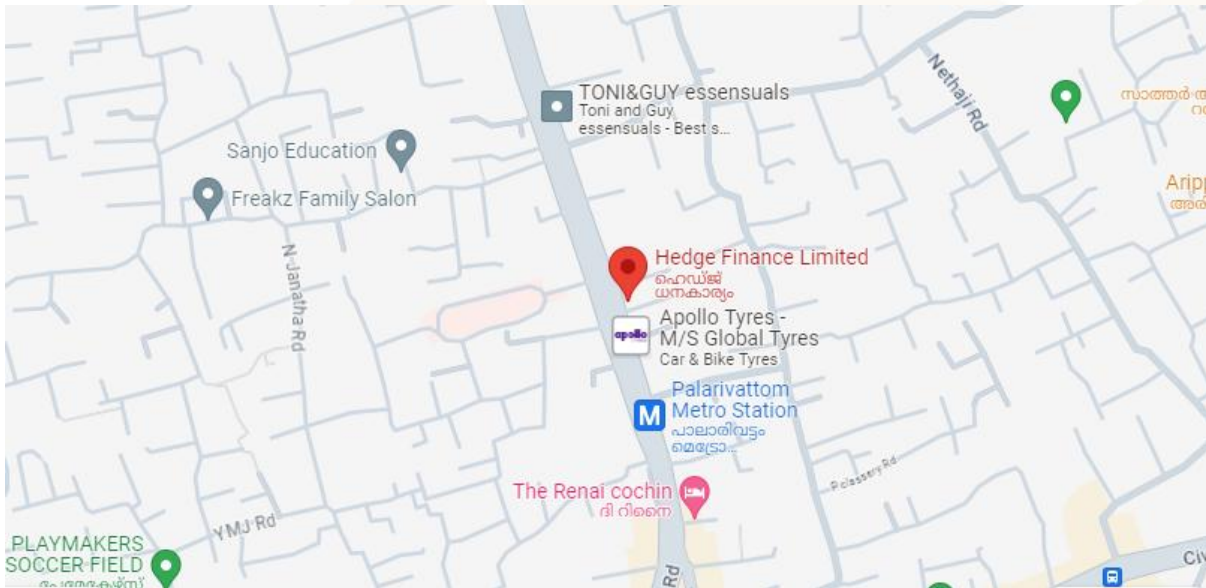 TONI&GUY essensuals
Toni and Guy
essensuals - Best s...
Nethaji Rd
Sanjo Education
Freakz Family Salon
N Janatha Rd
Hedge Finance Limited
ഹെഡ്ജ്
ധനകാര്യം
apollo
Apollo Tyres -
M/S Global Tyres
Car & Bike Tyres
Palarivattom
Metro Station
പാലാരിവട്ടം
മെട്രോ...
M
P classery Rd
The Renai cochin
ദി റിനൈ
YMJ Rd
PLAYMAKERS
SOCCER FIELD
Rd